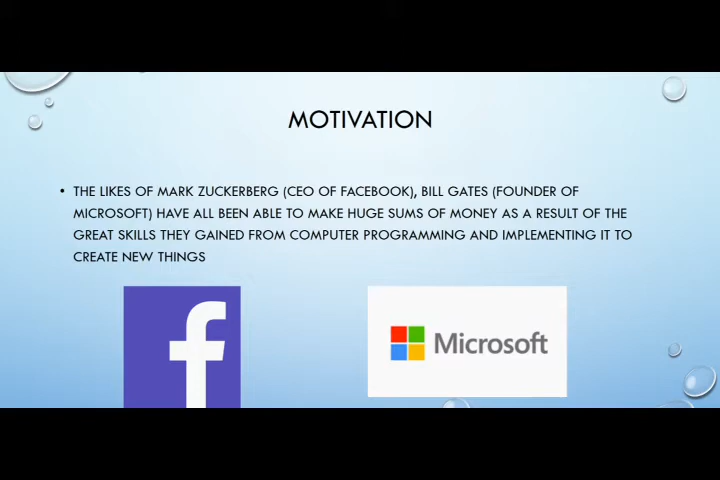 MOTIVATION
• THE LIKES OF MARK ZUCKERBERG (CEO OF FACEBOOK), BILL GATES (FOUNDER OF
MICROSOFT) HAVE ALL BEEN ABLE TO MAKE HUGE SUMS OF MONEY AS A RESULT OF THE
GREAT SKILLS THEY GAINED FROM COMPUTER PROGRAMMING AND IMPLEMENTING IT TO
CREATE NEW THINGS
f
Microsoft